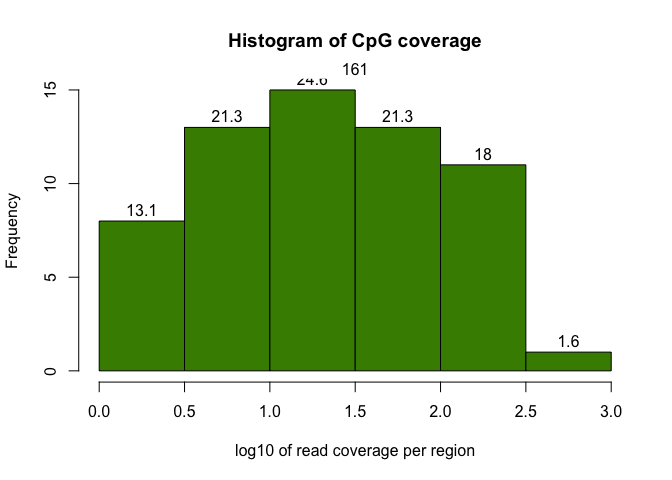 Histogram of CpG coverage
161
24.6
21.3
21.3
18
13.1
1.6
Frequency
15
10
5
0
0.0 0.5 1.0 1.5 2.0 2.5 3.0
log10 of read coverage per region